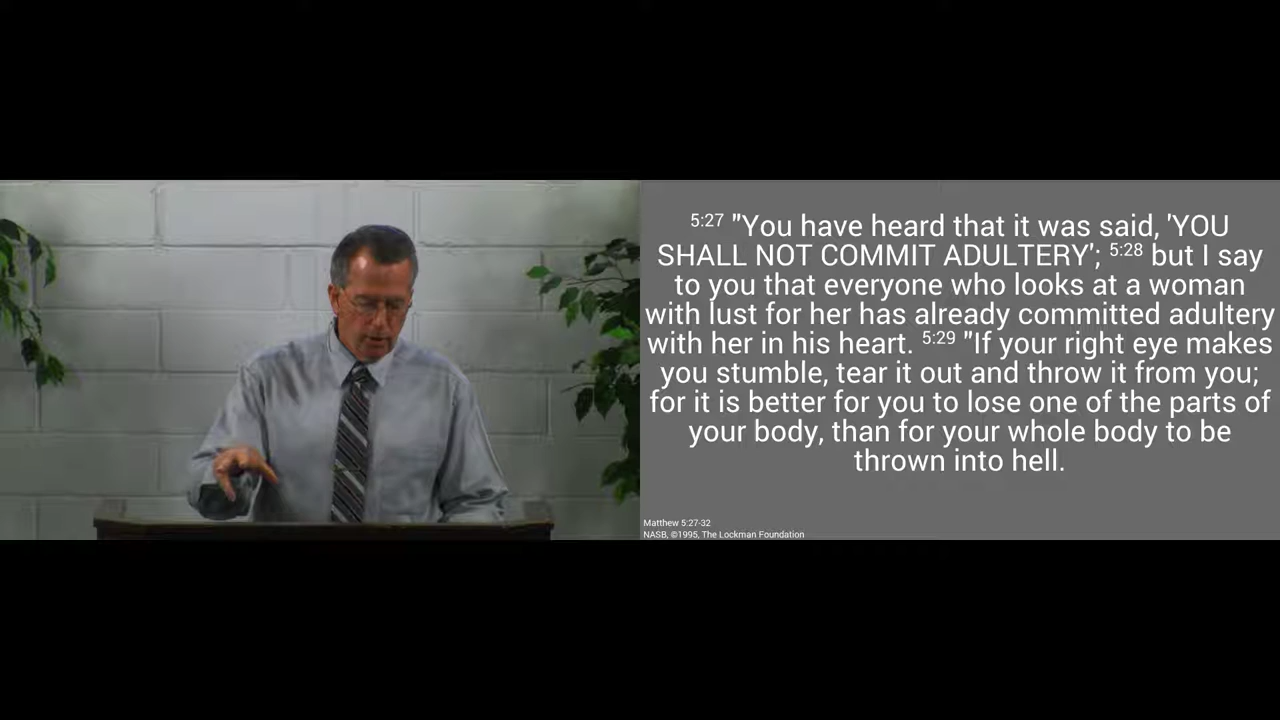 5:27 "You have heard that it was said, 'YOU
SHALL NOT COMMIT ADULTERY'; 5:28 but I say
to you that everyone who looks at a woman
with lust for her has already committed adultery
with her in his heart. 5:29 "If your right eye makes
you stumble, tear it out and throw it from you;
for it is better for you to lose one of the parts of
your body, than for your whole body to be
thrown into hell.
Matthew 5:27-32
NASB, ©1995, The Lockman Foundation